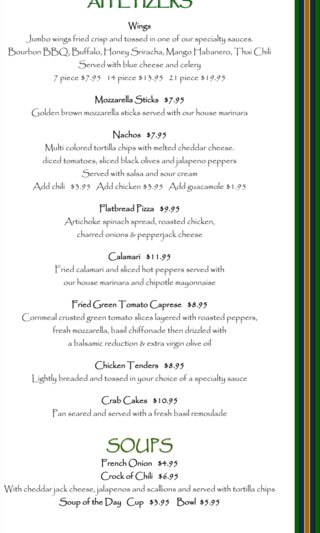 APPETIZERS
Wings
Jumbo wings fried crisp and tossed in one of our specialty sauces.
Bourbon BBQ, Buffalo, Honey Sriracha, Mango Habanero, Thai Chili
Served with blue cheese and celery
7 piece $7.95 14 piece $13.95 21 piece $19.95
Mozzarella Sticks $7.95
Golden brown mozzarella sticks served with our house marinara
Nachos $7.95
Multi colored tortilla chips with melted cheddar cheese.
diced tomatoes, sliced black olives and jalapeno peppers
Served with salsa and sour cream
Add chili $3.95 Add chicken $3.95 Add guacamole $1.95
Flatbread Pizza $9.95
Artichoke spinach spread, roasted chicken,
charred onions & pepperjack cheese
Calamari $11.95
Fried calamari and sliced hot peppers served with
our house marinara and chipotle mayonnaise
Fried Green Tomato Caprese $8.95
Cornmeal crusted green tomato slices layered with roasted peppers,
fresh mozzarella, basil chiffonade then drizzled with
a balsamic reduction & extra virgin olive oil
Chicken Tenders $8.95
Lightly breaded and tossed in your choice of a specialty sauce
Crab Cakes $10.95
Pan seared and served with a fresh basil remoulade
SOUPS
French Onion $4.95
Crock of Chili $6.95
With cheddar jack cheese, jalapenos and scallions and served with tortilla chips
Soup of the Day Cup $3.95 Bowl $5.95